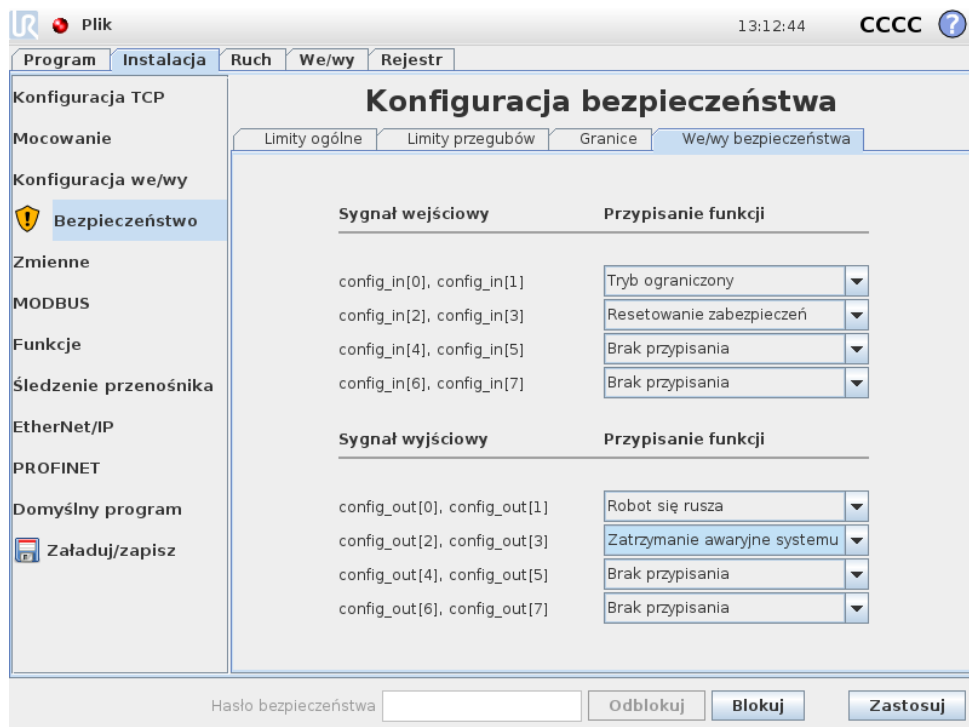 UR Plik 13:12:44 CCCC ?
Program Instalacja Ruch We/wy Rejestr
Konfiguracja TCP
Mocowanie
Konfiguracja we/wy
Bezpieczeństwo
Zmienne
MODBUS
Funkcje
Śledzenie przenośnika
EtherNet/IP
PROFINET
Domyślny program
Załaduj/zapisz
Konfiguracja bezpieczeństwa
Limity ogólne Limity przegubów Granice We/wy bezpieczeństwa
Sygnał wejściowy Przypisanie funkcji
config_in[0], config_in[1] Tryb ograniczony
config_in[2], config_in[3] Resetowanie zabezpieczeń
config_in[4], config_in[5] Brak przypisania
config_in[6], config_in[7] Brak przypisania
Sygnał wyjściowy Przypisanie funkcji
config_out[0], config_out[1] Robot się rusza
config_out[2], config_out[3] Zatrzymanie awaryjne systemu
config_out[4], config_out[5] Brak przypisania
config_out[6], config_out[7] Brak przypisania
Hasło bezpieczeństwa Odblokuj Blokuj Zastosuj